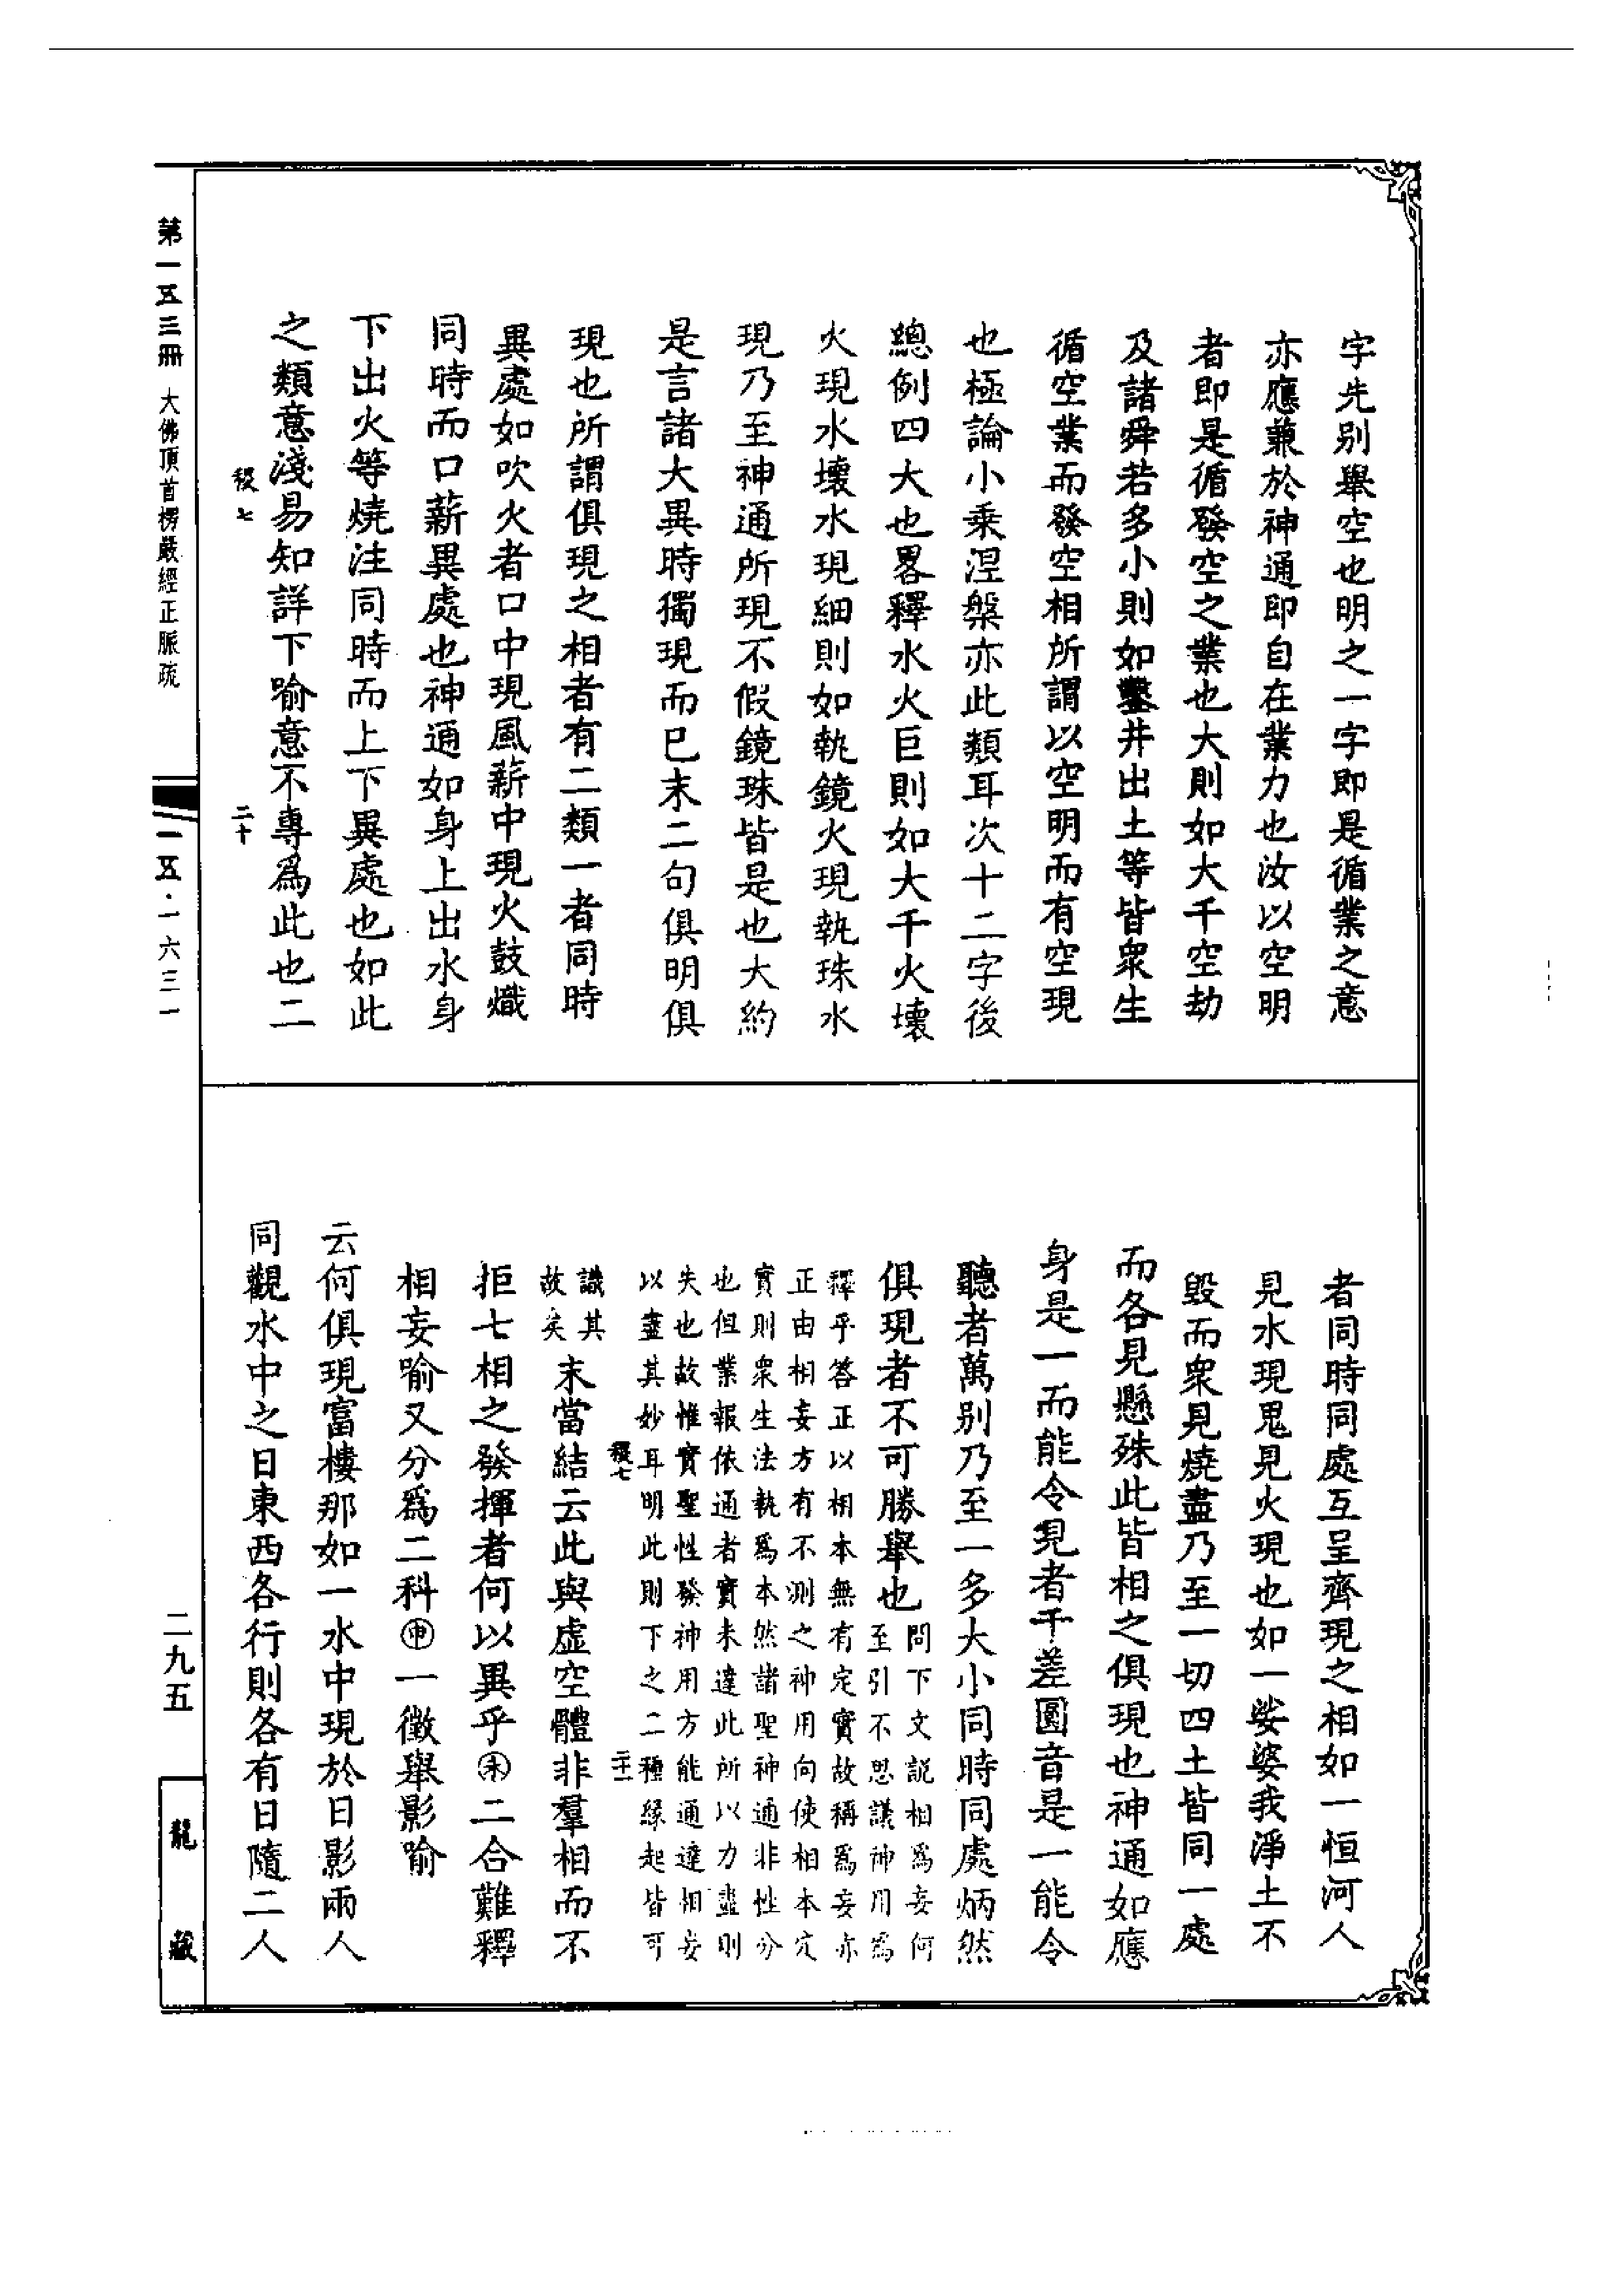 字先別舉空也明之一字即是循業之意
亦應兼於神通即自在業力也汝以空明
者即是循發空之業也大則如大千空劫
及諸舜若多小則如鑿井出土等皆衆生
循空業而發空相所謂以空明而有空現
也極論小乘涅槃亦此類耳次十二字後
總例四大也畧釋水火巨則如大千火壞
火現水壞水現細則如執鏡火現執珠水
現乃至神通所現不假鏡珠皆是也大約
是言諸大異時獨現而已末二句俱明俱
現也所謂俱現之相者有二類一者同時
異處如吹火者口中現風薪中現火鼓熾
同時而口薪異處也神通如身上出水身
下出火等燒注同時而上下異處也如此
之類意淺易知詳下喻意不專爲此也二
稷七
二十
者同時同處互呈齊現之相如一恒河人
見水現鬼見火現也如一娑婆我淨土不
毀而衆見燒盡乃至一切四土皆同一處
而各見懸殊此皆相之俱現也神通如應
身是一而能令見者千差圓音是一能令
聽者萬別乃至一多大小同時同處炳然
俱現者不可勝舉也問下文說相爲妄何
至引不思議神用爲
釋乎答正以相本無有定實故稱爲妄亦
正由相妄方有不測之神用向使相本定
實則衆生法執爲本然諸聖神通非性分
也但業報依通者實未達此所以力盡則
失也故惟實聖性發神用方能通達相妄
以盡其妙耳明此則下之二種緣起皆可
稷七
二十一
識其
故矣末當結云此與虛空體非羣相而不
拒七相之發揮者何以異乎㊍二合難釋
相妄喻又分爲二科㊥一徵舉影喻
云何俱現富樓那如一水中現於日影兩人
同觀水中之日東西各行則各有日隨二人
第一五三冊 大佛頂首楞嚴經正脈疏
一五·一六三一
二九五
龍藏